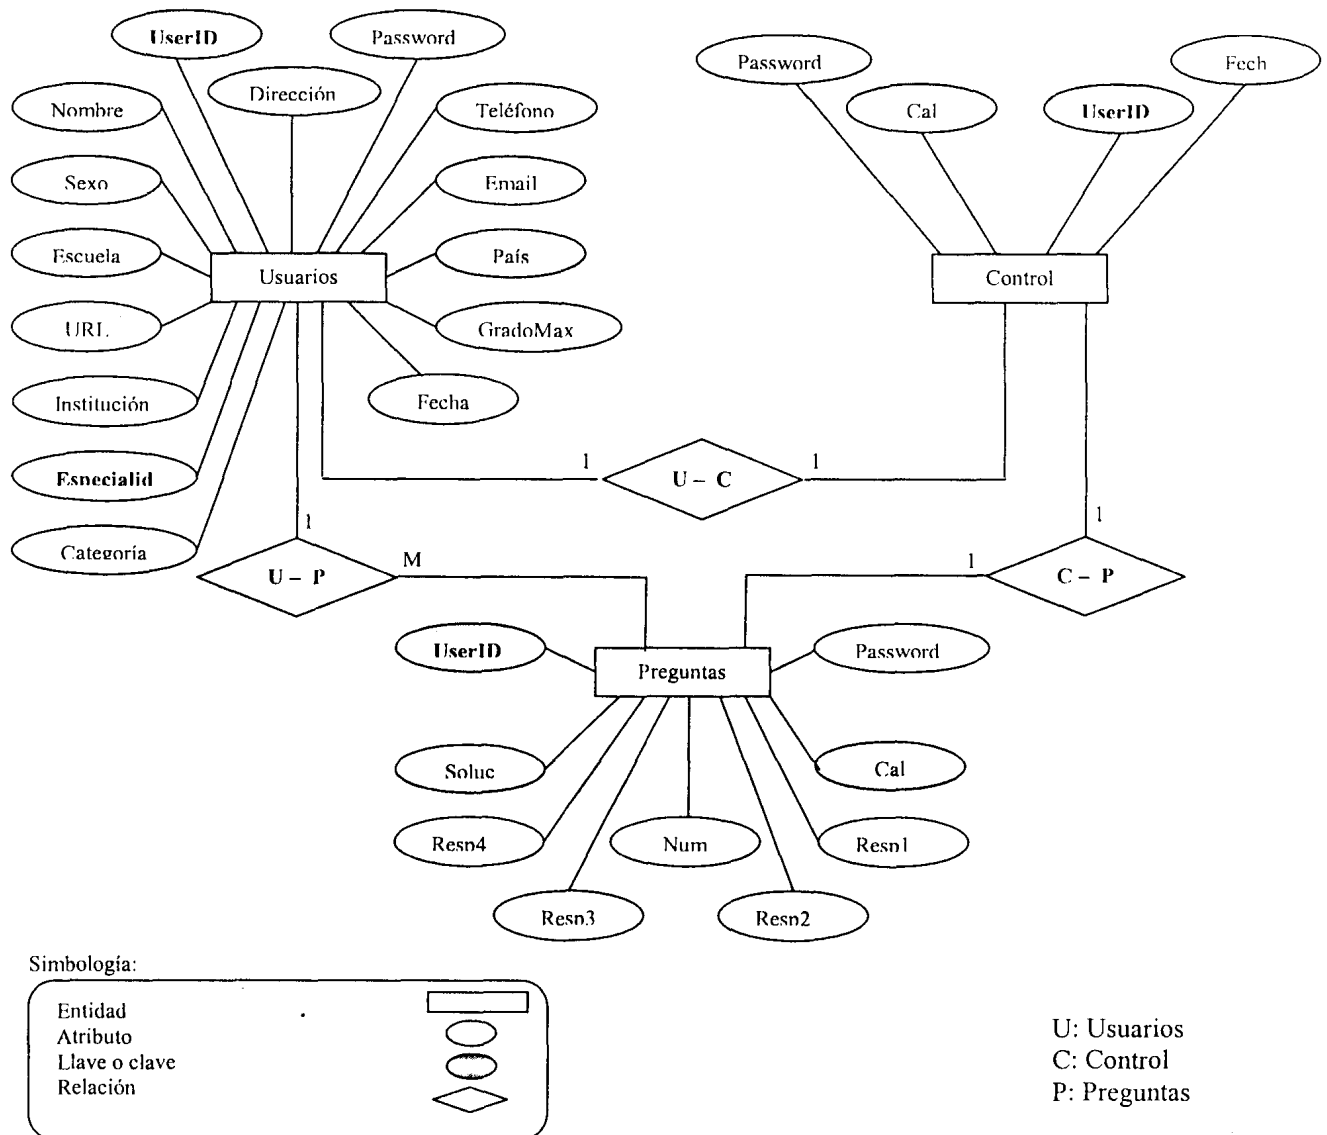 UserID
Password
Dirección
Nombre
Teléfono
Sexo
Email
Escuela
Usuarios
País
URL
GradoMax
Institución
Fecha
Especialid
Categoría
Password
Cal
UserID
Fech
Control
1
U – C
1
1
U – P
M
1
C – P
1
UserID
Preguntas
Password
Soluc
Cal
Resp4
Num
Resp1
Resp3
Resp2
Simbología:
Entidad
Atributo
Llave o clave
Relación
U: Usuarios
C: Control
P: Preguntas